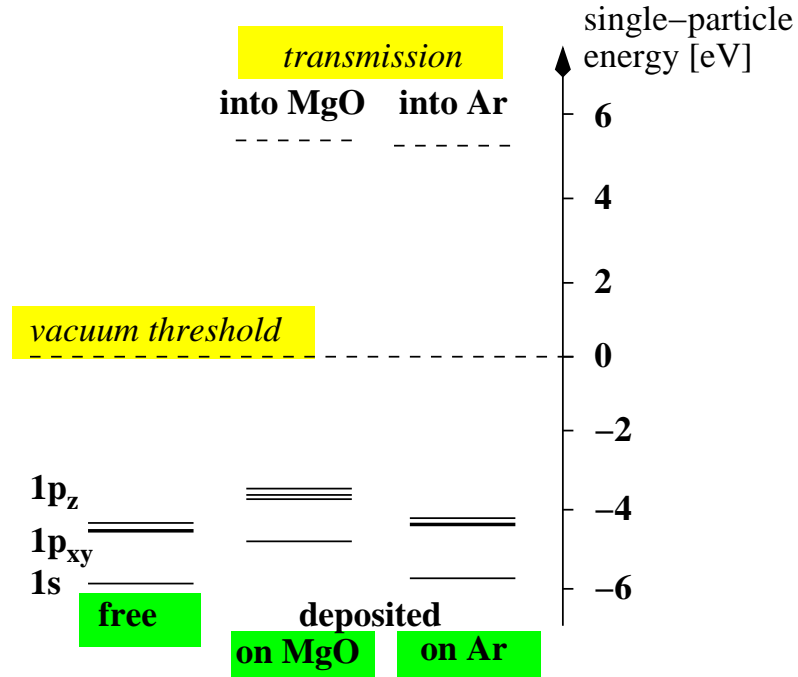 single−particle
energy [eV]
transmission
into MgO into Ar
6
4
2
vacuum threshold
0
−2
1p_z
−4
1p_xy
1s
−6
free deposited
on MgO on Ar